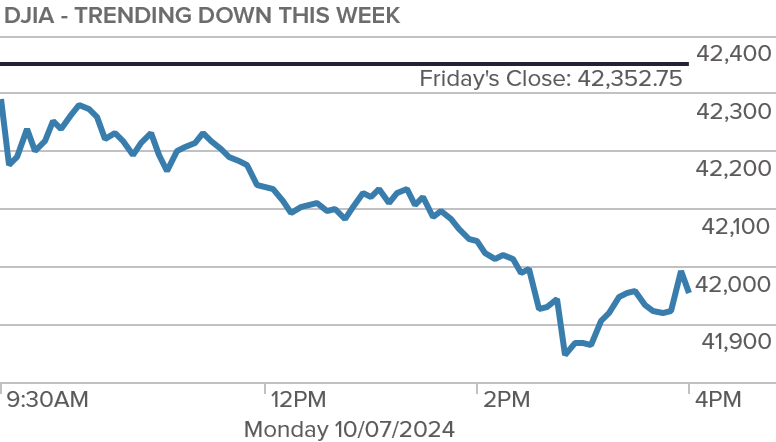 DJIA - TRENDING DOWN THIS WEEK
42,400
Friday's Close: 42,352.75
42,300
42,200
42,100
42,000
41,900
9:30AM 12PM 2PM 4PM
Monday 10/07/2024